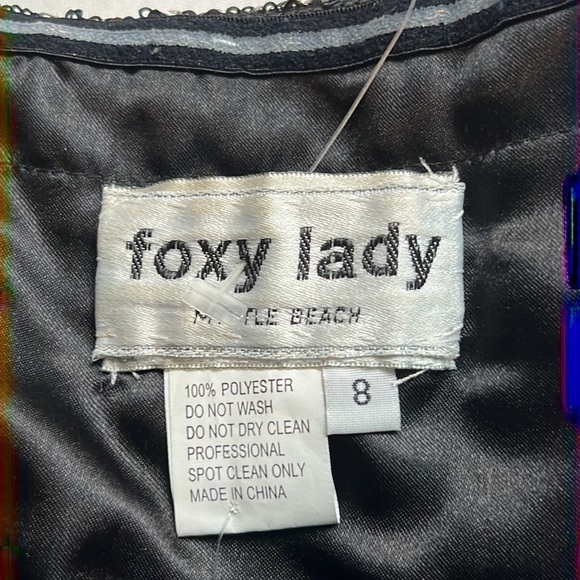 foxy lady
BEACH
100% POLYESTER
DO NOT WASH
DO NOT DRY CLEAN
PROFESSIONAL
SPOT CLEAN ONLY
MADE IN CHINA
8